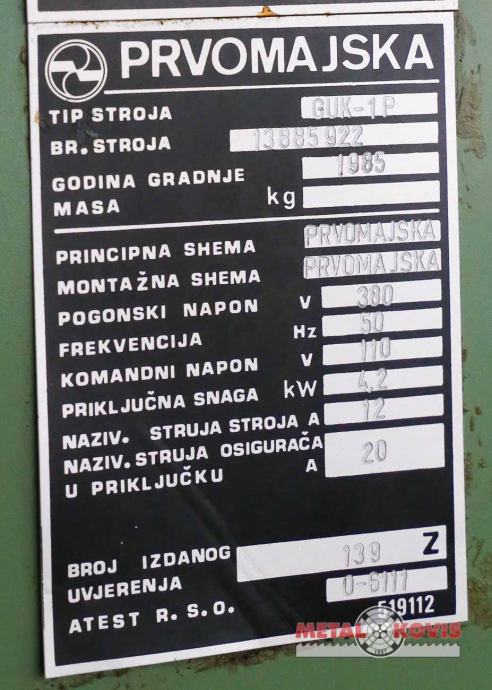 PRVOMAJSKA
TIP STROJA GUK-1P
BR. STROJA 13885922
GODINA GRADNJE 1985
MASA kg
PRINCIPNA SHEMA PRVOMAJSKA
MONTAŽNA SHEMA PRVOMAJSKA
POGONSKI NAPON V 380
FREKVENCIJA Hz 50
KOMANDNI NAPON V 110
PRIKLJUČNA SNAGA kW 4,2
NAZIV. STRUJA STROJA A 12
NAZIV. STRUJA OSIGURAČA
U PRIKLJUČKU A 20
BROJ IZDANOG 139 Z
UVJERENJA U-6111
ATEST R. S. O. 519112
METAL KOVIS